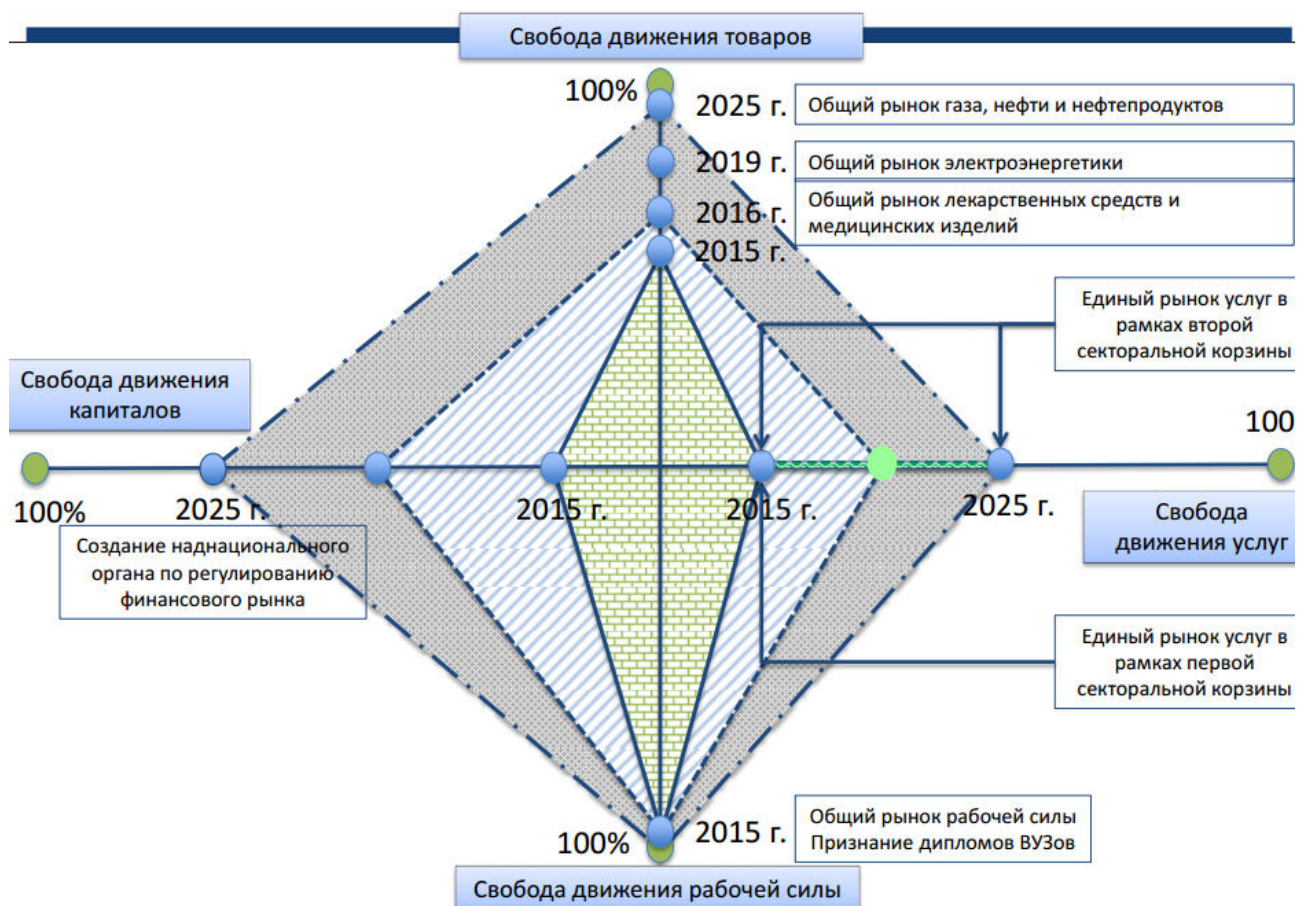 Свобода движения товаров
100%
2025 г.
Общий рынок газа, нефти и нефтепродуктов
2019 г.
Общий рынок электроэнергетики
2016 г.
Общий рынок лекарственных средств и
медицинских изделий
2015 г.
Единый рынок услуг в
рамках второй
секторальной корзины
Свобода движения
капиталов
100
100%
2025 г.
2015 г.
2015 г.
2025 г.
Свобода
движения услуг
Создание наднационального
органа по регулированию
финансового рынка
Единый рынок услуг в
рамках первой
секторальной корзины
100%
2015 г.
Общий рынок рабочей силы
Признание дипломов ВУЗов
Свобода движения рабочей силы